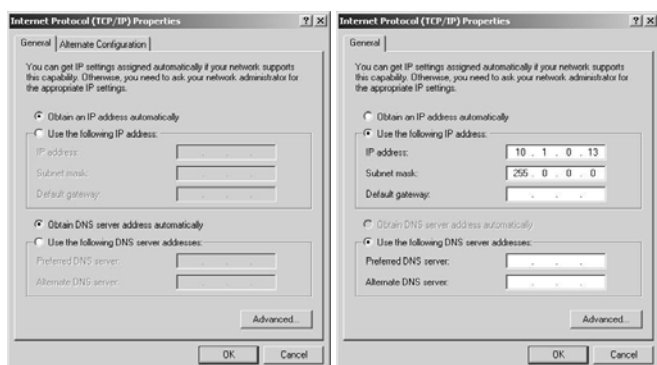 Internet Protocol (TCP/IP) Properties
General
Alternate Configuration
You can get IP settings assigned automatically if your network supports
this capability. Otherwise, you need to ask your network administrator for
the appropriate IP settings.
Obtain an IP address automatically
Use the following IP address:
IP address:
Subnet mask:
Default gateway:
Obtain DNS server address automatically
Use the following DNS server addresses:
Preferred DNS server:
Alternate DNS server:
Advanced...
OK
Cancel
Internet Protocol (TCP/IP) Properties
General
You can get IP settings assigned automatically if your network supports
this capability. Otherwise, you need to ask your network administrator for
the appropriate IP settings.
Obtain an IP address automatically
Use the following IP address:
IP address: 10 . 1 . 0 . 13
Subnet mask: 255 . 0 . 0 . 0
Default gateway:
Obtain DNS server address automatically
Use the following DNS server addresses:
Preferred DNS server:
Alternate DNS server:
Advanced...
OK
Cancel